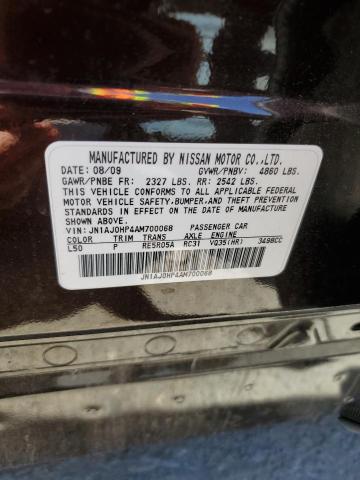 MANUFACTURED BY NISSAN MOTOR CO.,LTD.
DATE: 08/09 GVWR/PNBV: 4860 LBS.
GAWR/PNBE FR: 2327 LBS. RR: 2542 LBS.
THIS VEHICLE CONFORMS TO ALL APPLICABLE FEDERAL
MOTOR VEHICLE SAFETY,BUMPER,AND THEFT PREVENTION
STANDARDS IN EFFECT ON THE DATE OF MANUFACTURE
SHOWN ABOVE.
VIN: JN1AJ0HP4AM700068 PASSENGER CAR
COLOR TRIM TRANS AXLE ENGINE
L50 P RE5R05A RC31 VQ35(HR) 3498CC
JN1AJ0HP4AM700068